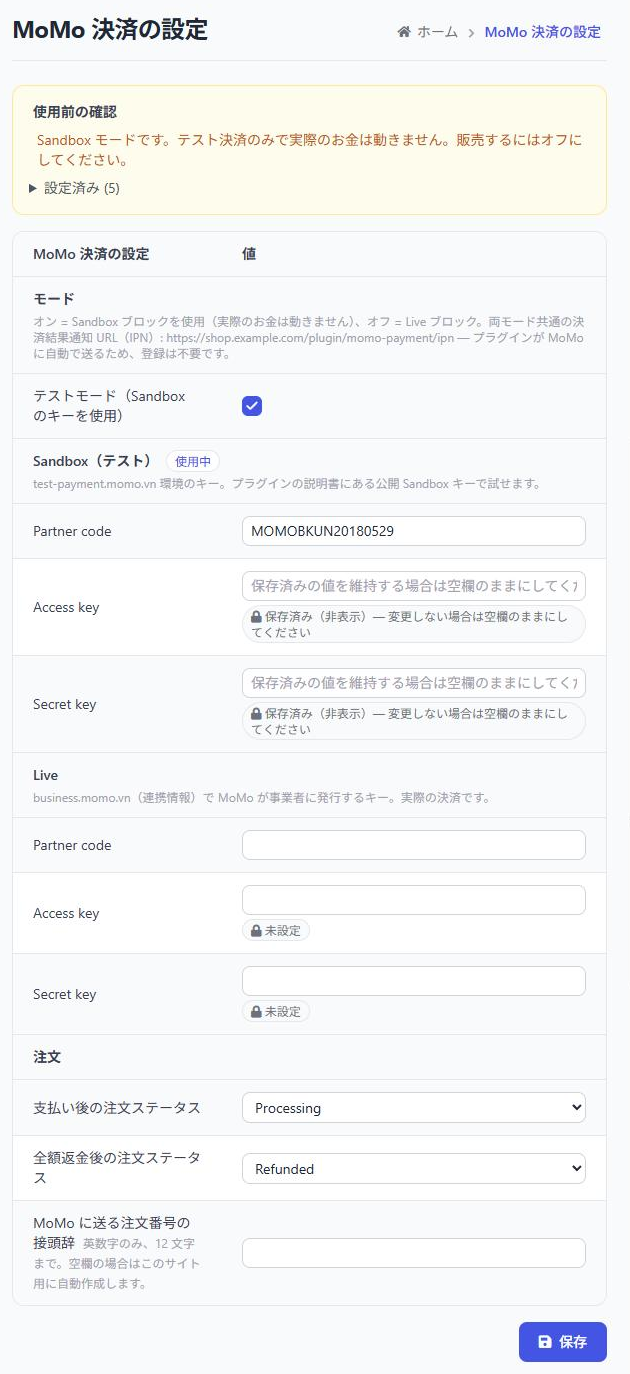 MoMo 決済の設定
ホーム > MoMo 決済の設定
使用前の確認
Sandbox モードです。テスト決済のみで実際のお金は動きません。販売するにはオフに
してください。
▶ 設定済み (5)
MoMo 決済の設定 値
モード
オン = Sandbox ブロックを使用（実際のお金は動きません）、オフ = Live ブロック。両モード共通の決
済結果通知 URL（IPN）: https://shop.example.com/plugin/momo-payment/ipn — プラグインが MoMo
に自動で送るため、登録は不要です。
テストモード（Sandbox
のキーを使用）
Sandbox（テスト） 使用中
test-payment.momo.vn 環境のキー。プラグインの説明書にある公開 Sandbox キーで試せます。
Partner code MOMOBKUN20180529
保存済みの値を維持する場合は空欄のままにしてくだ
Access key
保存済み（非表示）— 変更しない場合は空欄のままにし
てください
保存済みの値を維持する場合は空欄のままにしてくだ
Secret key
保存済み（非表示）— 変更しない場合は空欄のままにし
てください
Live
business.momo.vn（連携情報）で MoMo が事業者に発行するキー。実際の決済です。
Partner code
Access key
未設定
Secret key
未設定
注文
支払い後の注文ステータス Processing
全額返金後の注文ステータ
ス
Refunded
MoMo に送る注文番号の
接頭辞 英数字のみ、12 文字
まで。空欄の場合はこのサイト
用に自動作成します。
保存